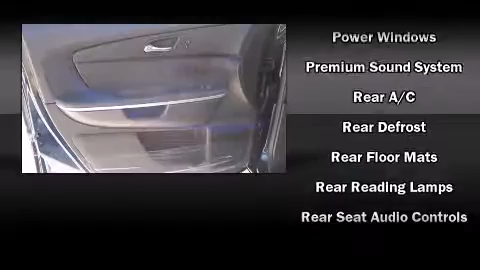 Power Windows
Premium Sound System
Rear A/C
Rear Defrost
Rear Floor Mats
Rear Reading Lamps
Rear Seat Audio Controls